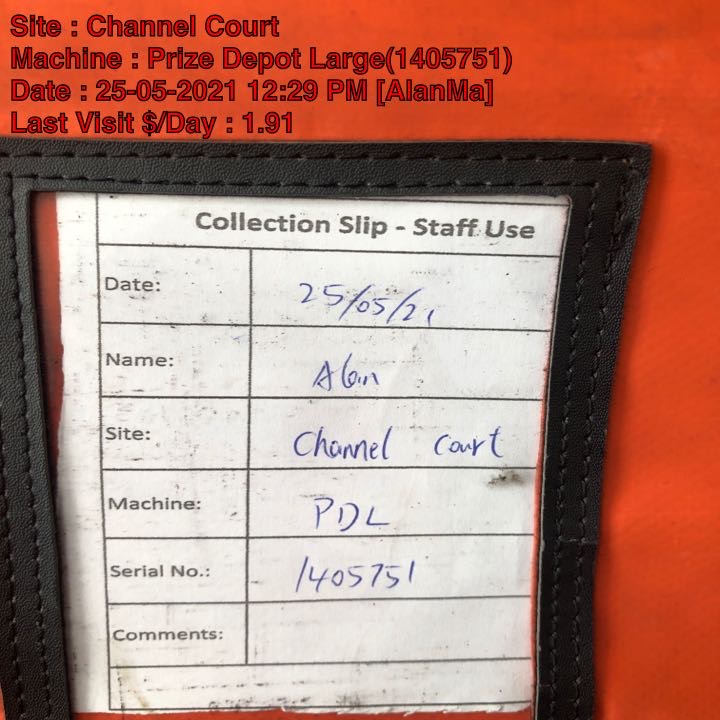 Site : Channel Court
Machine : Prize Depot Large(1405751)
Date : 25-05-2021 12:29 PM [AlanMa]
Last Visit $/Day : 1.91
Collection Slip - Staff Use
Date: 25/05/21
Name: Alan
Site: Channel Court
Machine: PDL
Serial No.: 1405751
Comments: